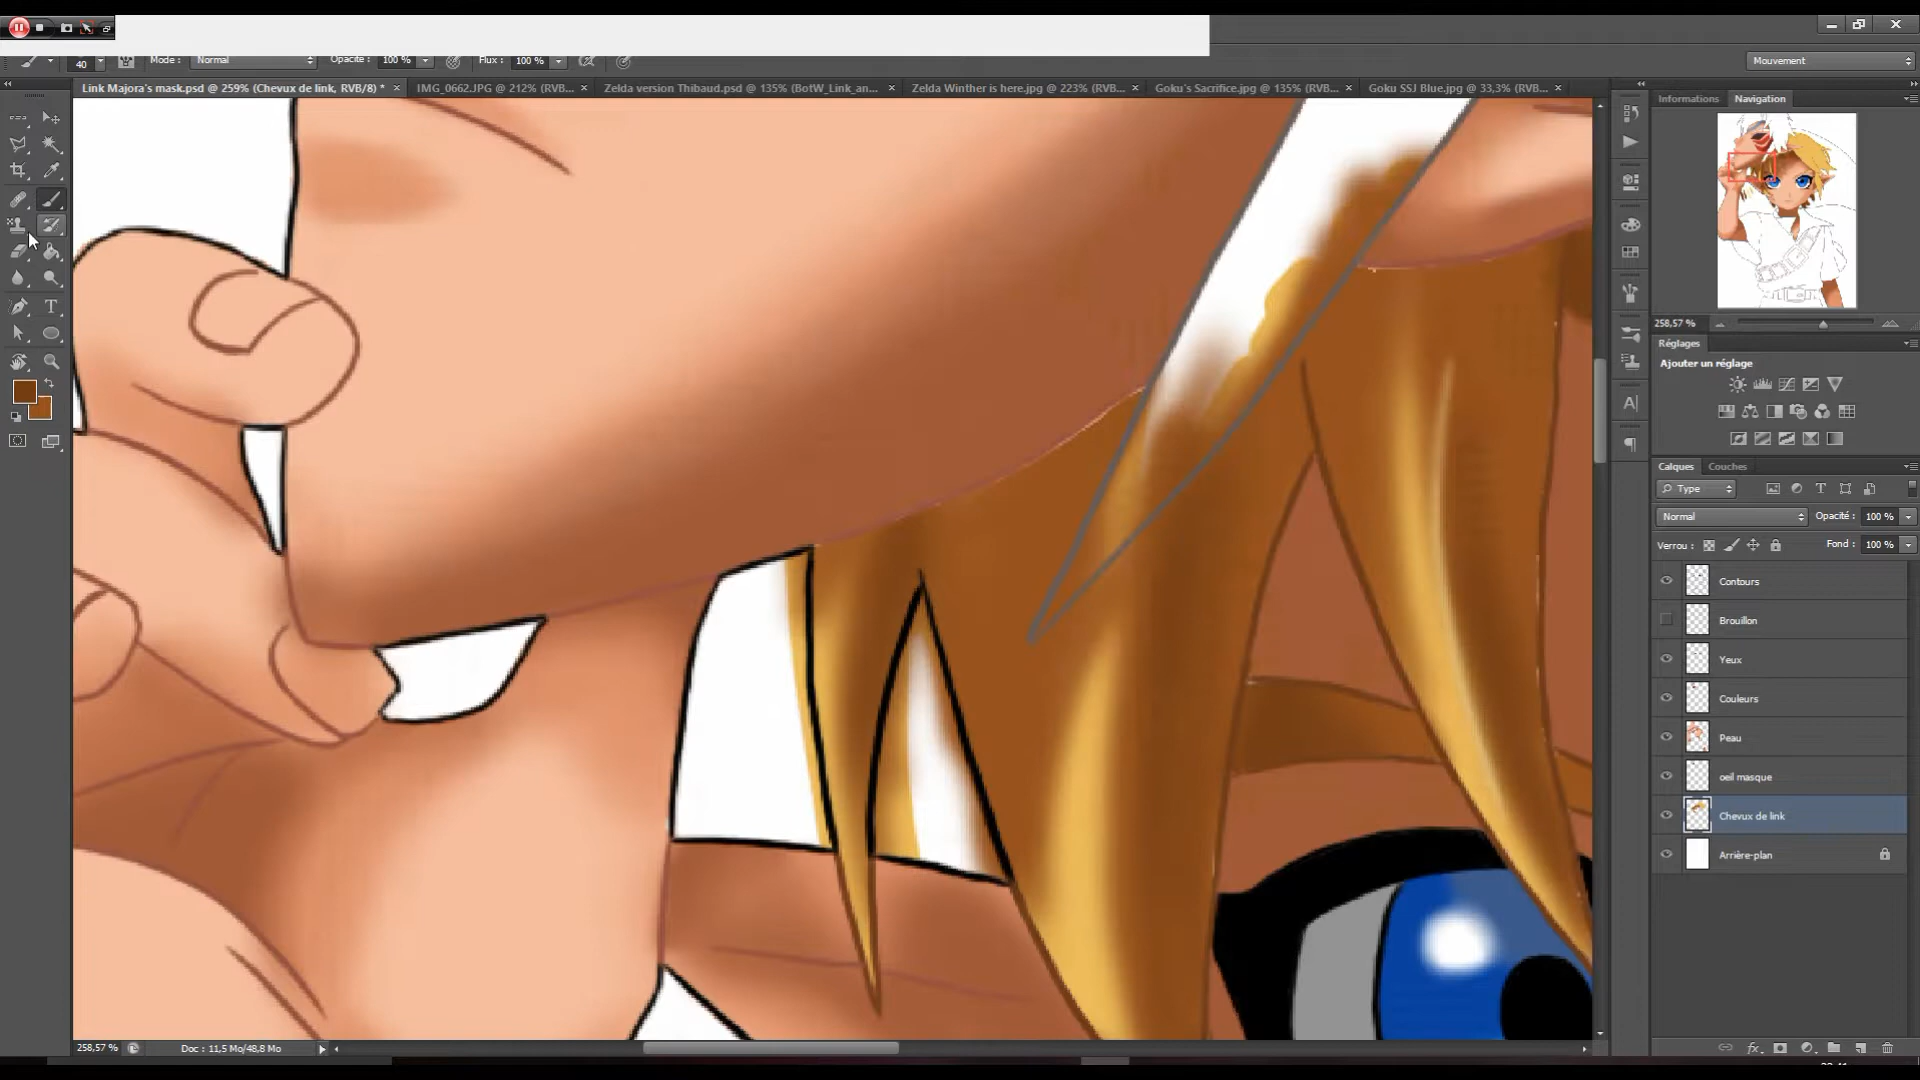 40 Mode : Normal Opacité : 100 % Flux : 100 % Mouvement
Link Majora's mask.psd @ 259% (Chevux de link, RVB/8) * IMG_0662.JPG @ 212% (RVB... Zelda version Thibaud.psd @ 135% (BotW_Link_an... Zelda Winther is here.jpg @ 223% (RVB... Goku's Sacrifice.jpg @ 135% (RVB... Goku SSJ Blue.jpg @ 33,3% (RVB...
Informations Navigation
258,57 %
Réglages
Ajouter un réglage
Calques Couches
Type
Normal Opacité : 100 %
Verrou : Fond : 100 %
Contours
Brouillon
Yeux
Couleurs
Peau
oeil masque
Chevux de link
Arrière-plan
258,57 % Doc : 11,5 Mo/48,8 Mo